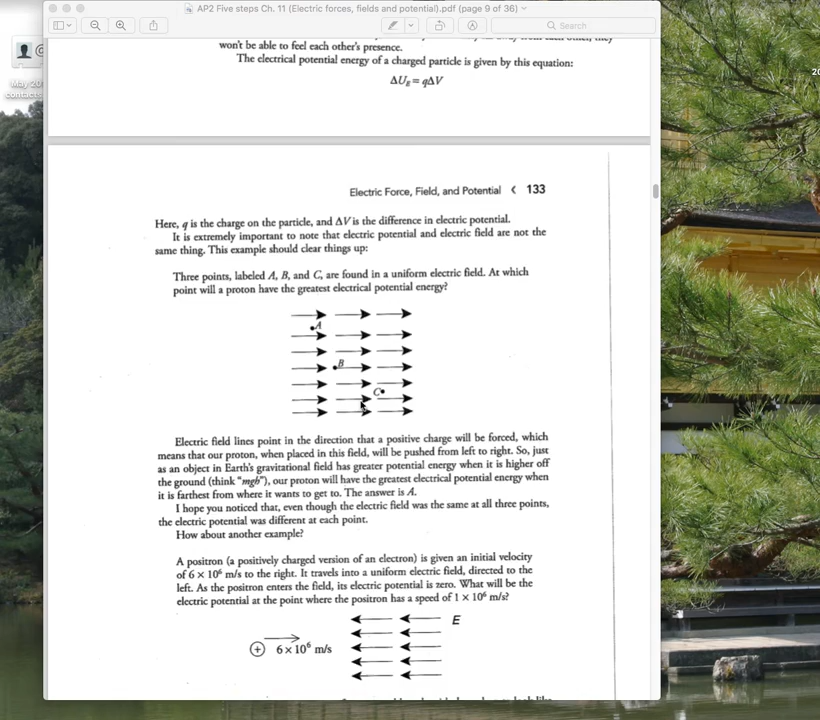 AP2 Five steps Ch. 11 (Electric forces, fields and potential).pdf (page 9 of 36)
Search
they
won't be able to feel each other's presence.
The electrical potential energy of a charged particle is given by this equation:
ΔU_E = qΔV
Electric Force, Field, and Potential < 133
Here, q is the charge on the particle, and ΔV is the difference in electric potential.
It is extremely important to note that electric potential and electric field are not the
same thing. This example should clear things up:
Three points, labeled A, B, and C, are found in a uniform electric field. At which
point will a proton have the greatest electrical potential energy?
A
B
C
Electric field lines point in the direction that a positive charge will be forced, which
means that our proton, when placed in this field, will be pushed from left to right. So, just
as an object in Earth's gravitational field has greater potential energy when it is higher off
the ground (think "mgh"), our proton will have the greatest electrical potential energy when
it is farthest from where it wants to get to. The answer is A.
I hope you noticed that, even though the electric field was the same at all three points,
the electric potential was different at each point.
How about another example?
A positron (a positively charged version of an electron) is given an initial velocity
of 6 × 10⁶ m/s to the right. It travels into a uniform electric field, directed to the
left. As the positron enters the field, its electric potential is zero. What will be the
electric potential at the point where the positron has a speed of 1 × 10⁶ m/s?
E
+ 6 × 10⁶ m/s
May 20
contacts
20